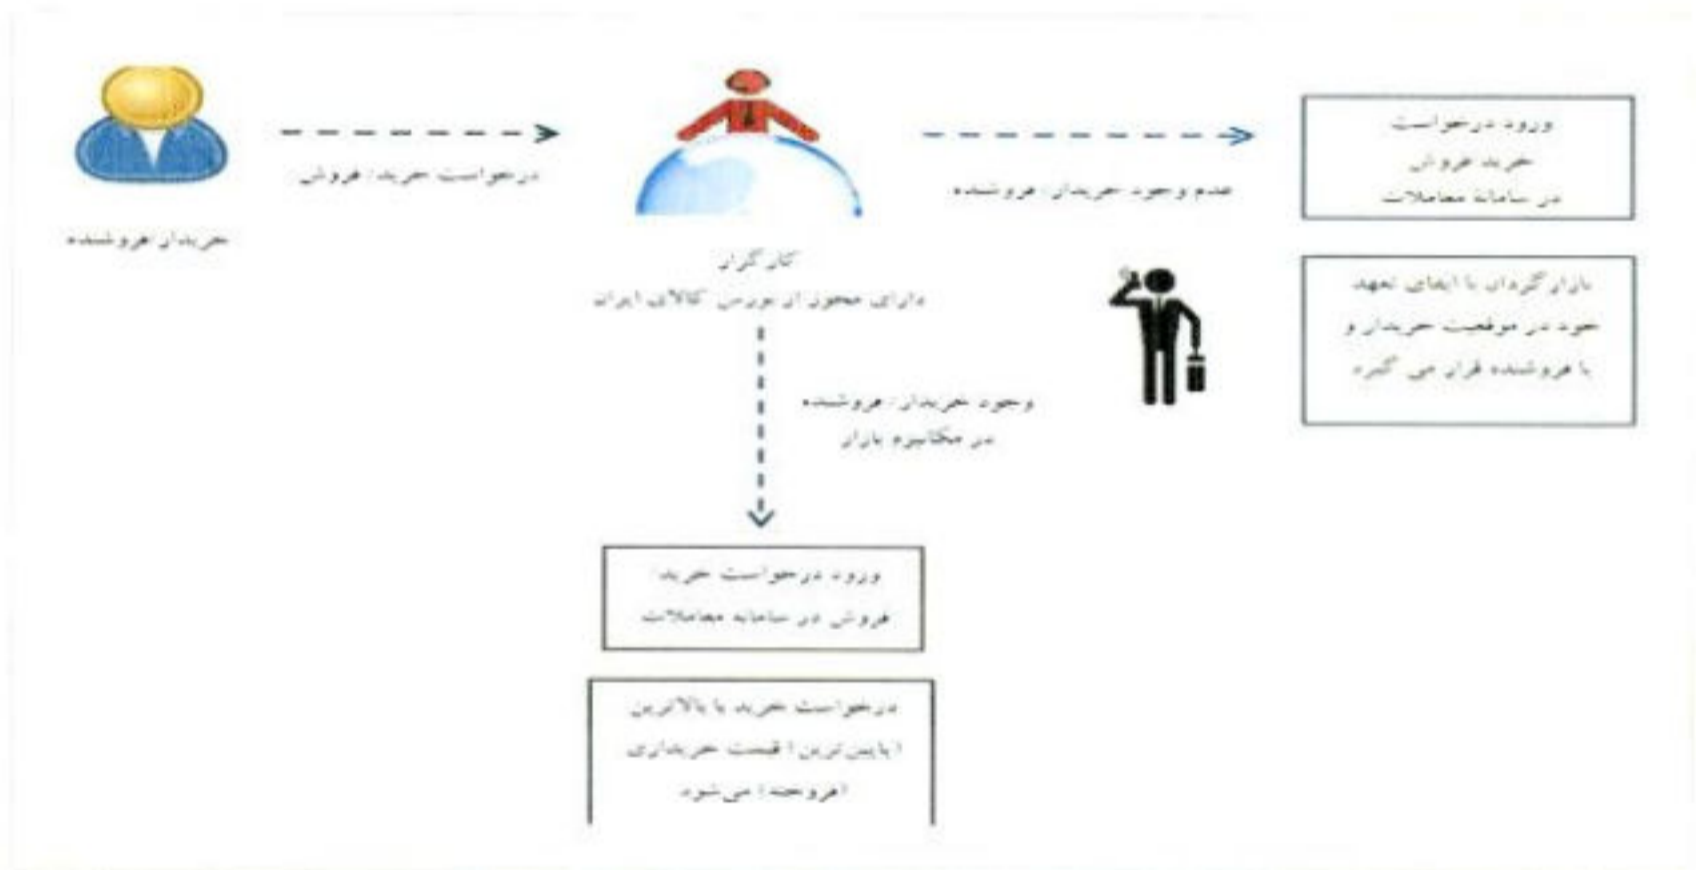 خریدار/فروشنده
درخواست خرید/ فروش
کارگزار
دارای مجوز از بورس کالای ایران
عدم وجود خریدار/ فروشنده
ورود درخواست
خرید فروش
در سامانه معاملات
بازارگردان با ایفای تعهد
خود در موقعیت خریدار و
یا فروشنده قرار می گیرد
وجود خریدار/ فروشنده
در مکانیزم بازار
ورود درخواست خرید/
فروش در سامانه معاملات
درخواست خرید با بالاترین
(پایین‌ترین) قیمت خریداری
(فروخته) می‌شود